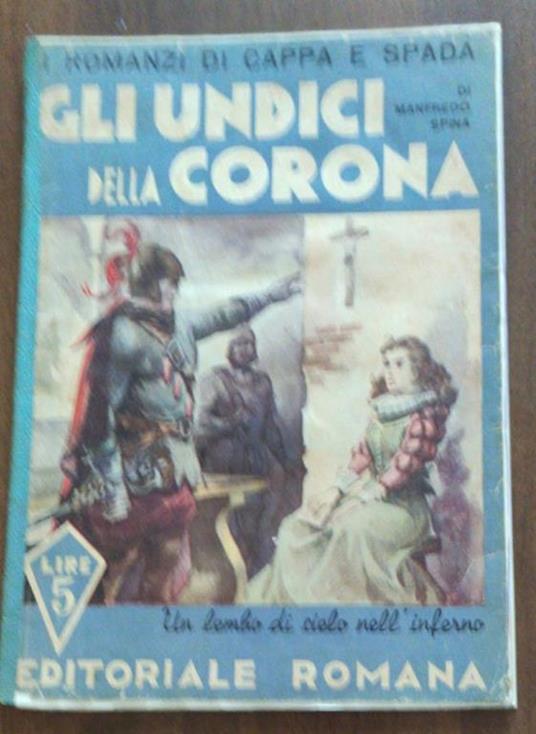 I ROMANZI DI CAPPA E SPADA
GLI UNDICI
DELLA CORONA
DI
MANFREDO
SPINA
LIRE
5
Un lembo di cielo nell'inferno
EDITORIALE ROMANA